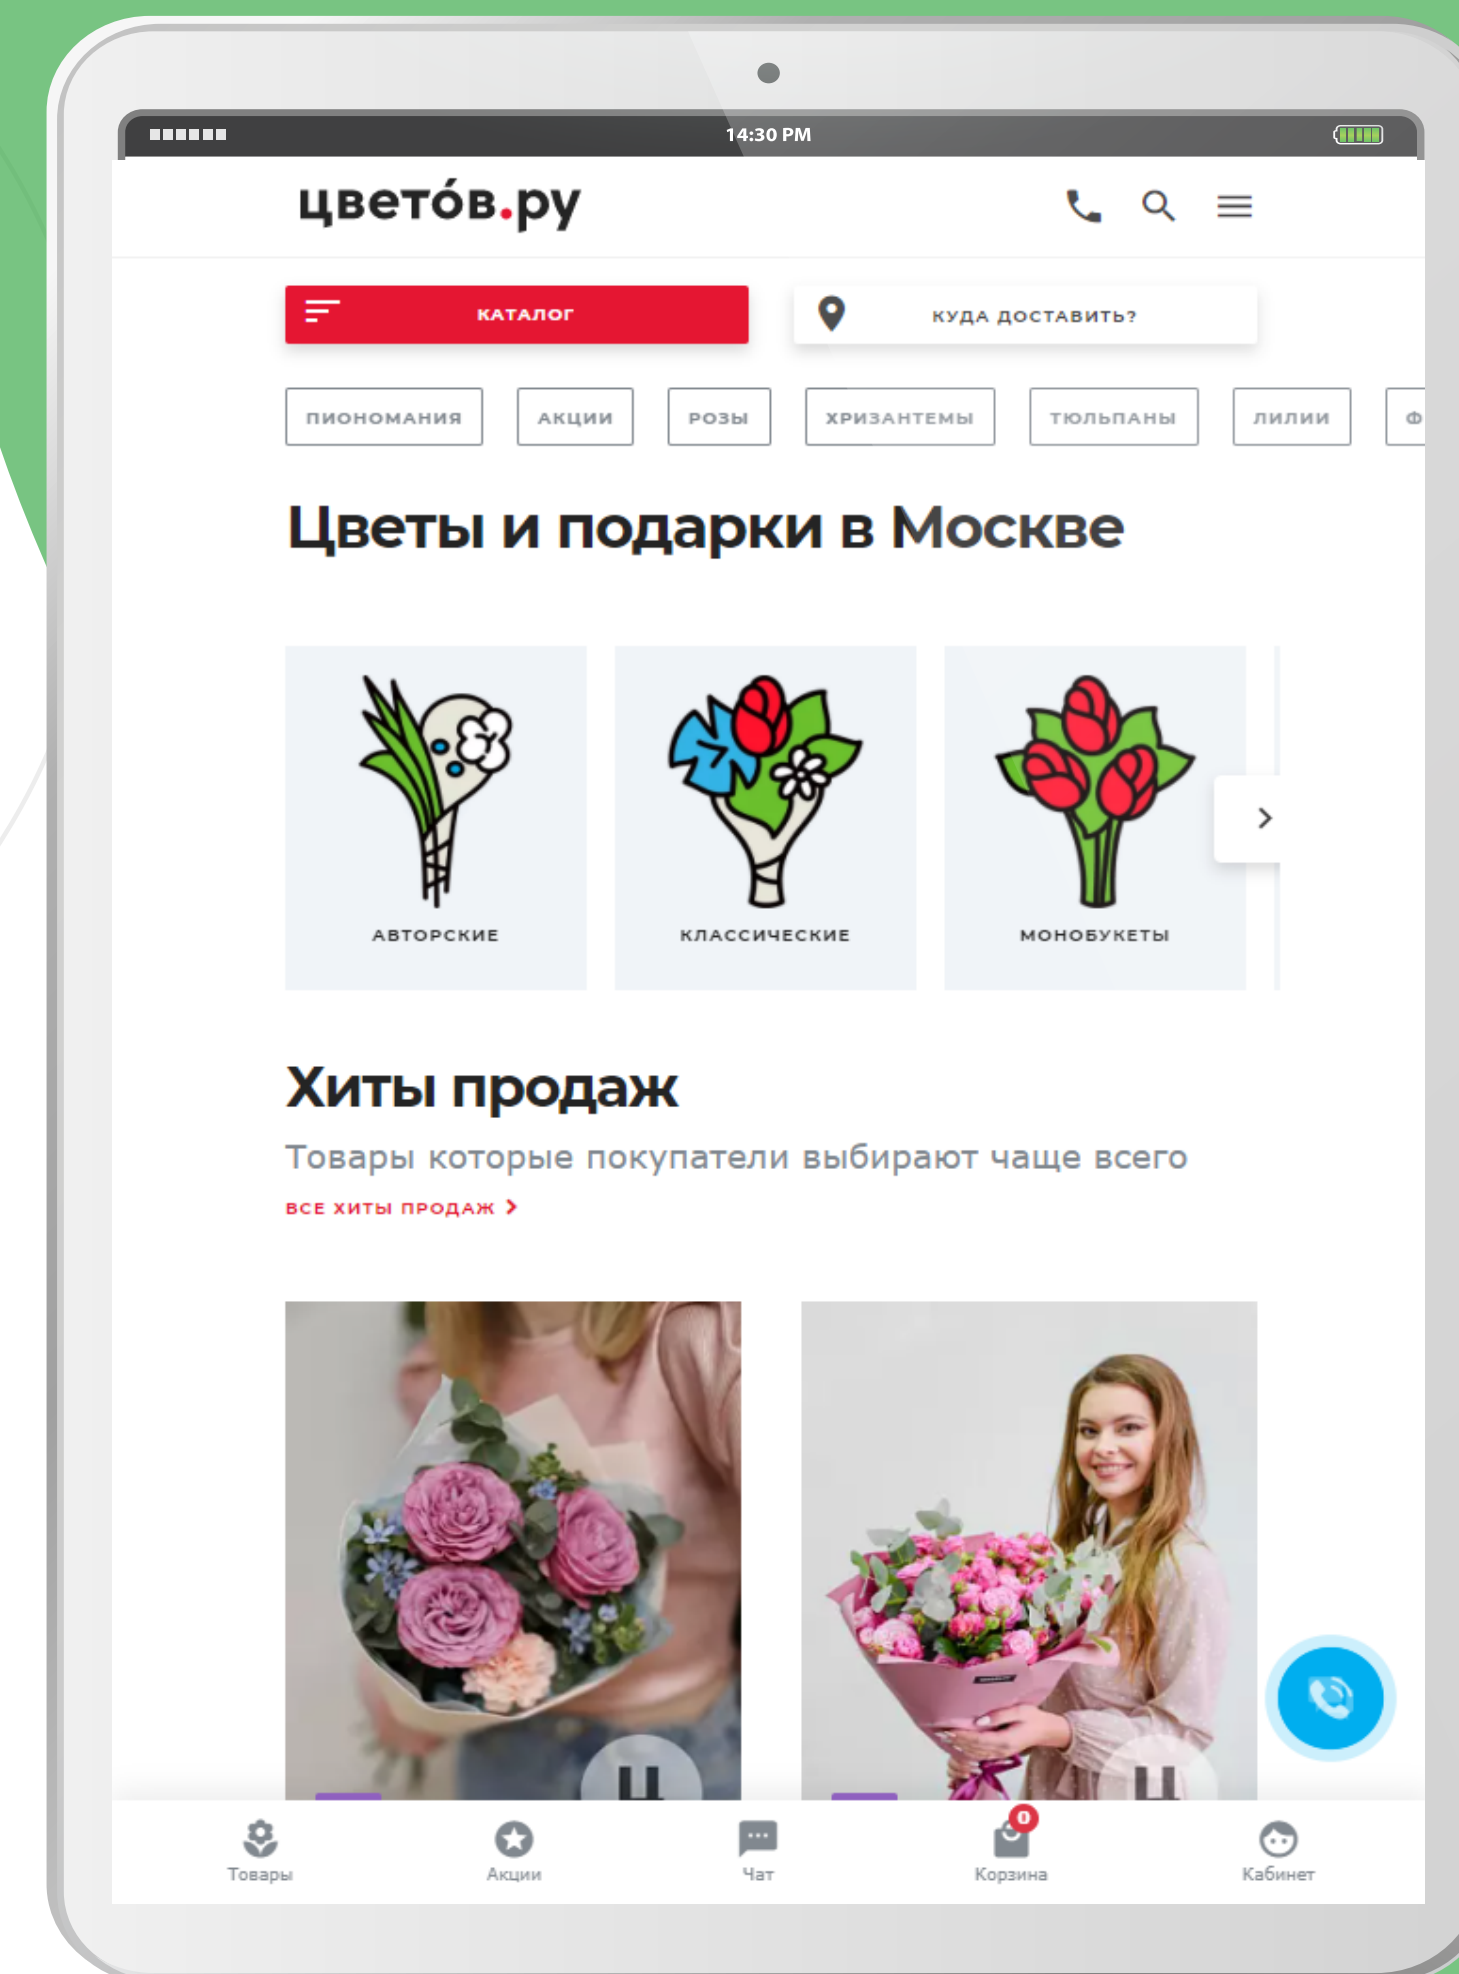 14:30 PM
цвето́в.ру
КАТАЛОГ
КУДА ДОСТАВИТЬ?
ПИОНОМАНИЯ АКЦИИ РОЗЫ ХРИЗАНТЕМЫ ТЮЛЬПАНЫ ЛИЛИИ Ф
Цветы и подарки в Москве
АВТОРСКИЕ КЛАССИЧЕСКИЕ МОНОБУКЕТЫ
Хиты продаж
Товары которые покупатели выбирают чаще всего
ВСЕ ХИТЫ ПРОДАЖ
Ц Ц
0
Товары Акции Чат Корзина Кабинет